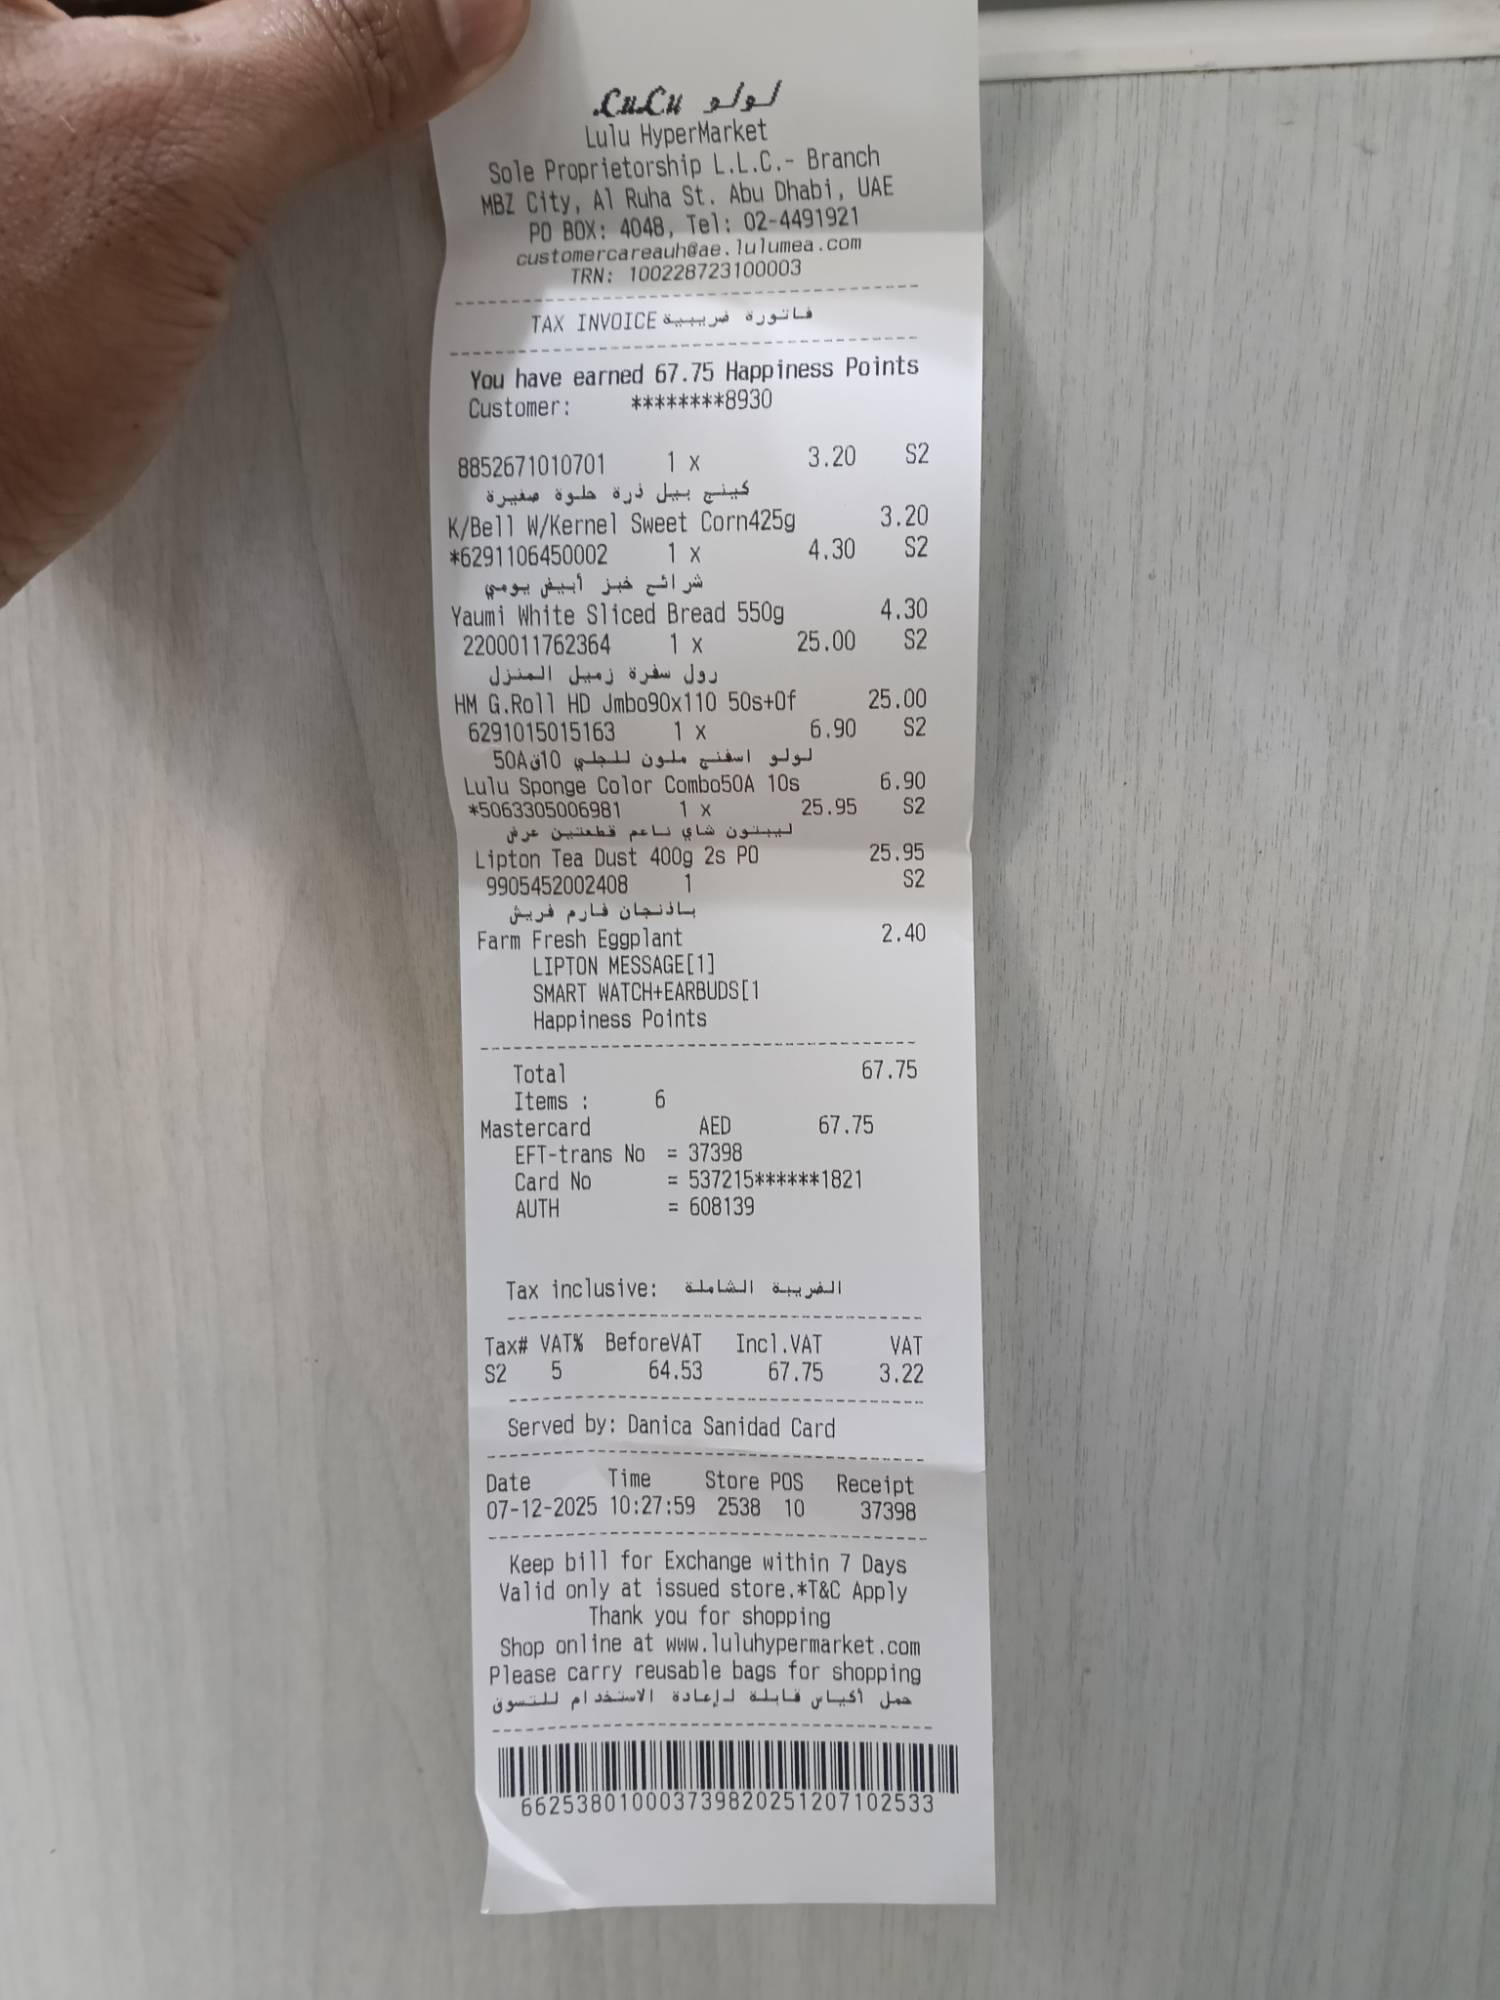 LuLu لولو
Lulu HyperMarket
Sole Proprietorship L.L.C.- Branch
MBZ City, Al Ruha St. Abu Dhabi, UAE
PO BOX: 4048, Tel: 02-4491921
customercareauh@ae.lulumea.com
TRN: 100228723100003
TAX INVOICE فاتورة ضريبية
You have earned 67.75 Happiness Points
Customer: ********8930
8852671010701 1 x 3.20 S2
كينج بيل ذرة حلوة صغيرة
K/Bell W/Kernel Sweet Corn425g 3.20
*6291106450002 1 x 4.30 S2
شرائح خبز أبيض يومي
Yaumi White Sliced Bread 550g 4.30
2200011762364 1 x 25.00 S2
رول سفرة زميل المنزل
HM G.Roll HD Jmbo90x110 50s+Of 25.00
6291015015163 1 x 6.90 S2
لولو اسفنج ملون للجلي 10ق50A
Lulu Sponge Color Combo50A 10s 6.90
*5063305006981 1 x 25.95 S2
ليبتون شاي ناعم قطعتين عرض
Lipton Tea Dust 400g 2s PO 25.95
9905452002408 1 S2
باذنجان فارم فريش
Farm Fresh Eggplant 2.40
LIPTON MESSAGE[1]
SMART WATCH+EARBUDS[1
Happiness Points
Total 67.75
Items : 6
Mastercard AED 67.75
EFT-trans No = 37398
Card No = 537215******1821
AUTH = 608139
Tax inclusive: الضريبة الشاملة
Tax# VAT% BeforeVAT Incl.VAT VAT
S2 5 64.53 67.75 3.22
Served by: Danica Sanidad Card
Date Time Store POS Receipt
07-12-2025 10:27:59 2538 10 37398
Keep bill for Exchange within 7 Days
Valid only at issued store.*T&C Apply
Thank you for shopping
Shop online at www.luluhypermarket.com
Please carry reusable bags for shopping
حمل أكياس قابلة لإعادة الاستخدام للتسوق
662538010003739820251207102533